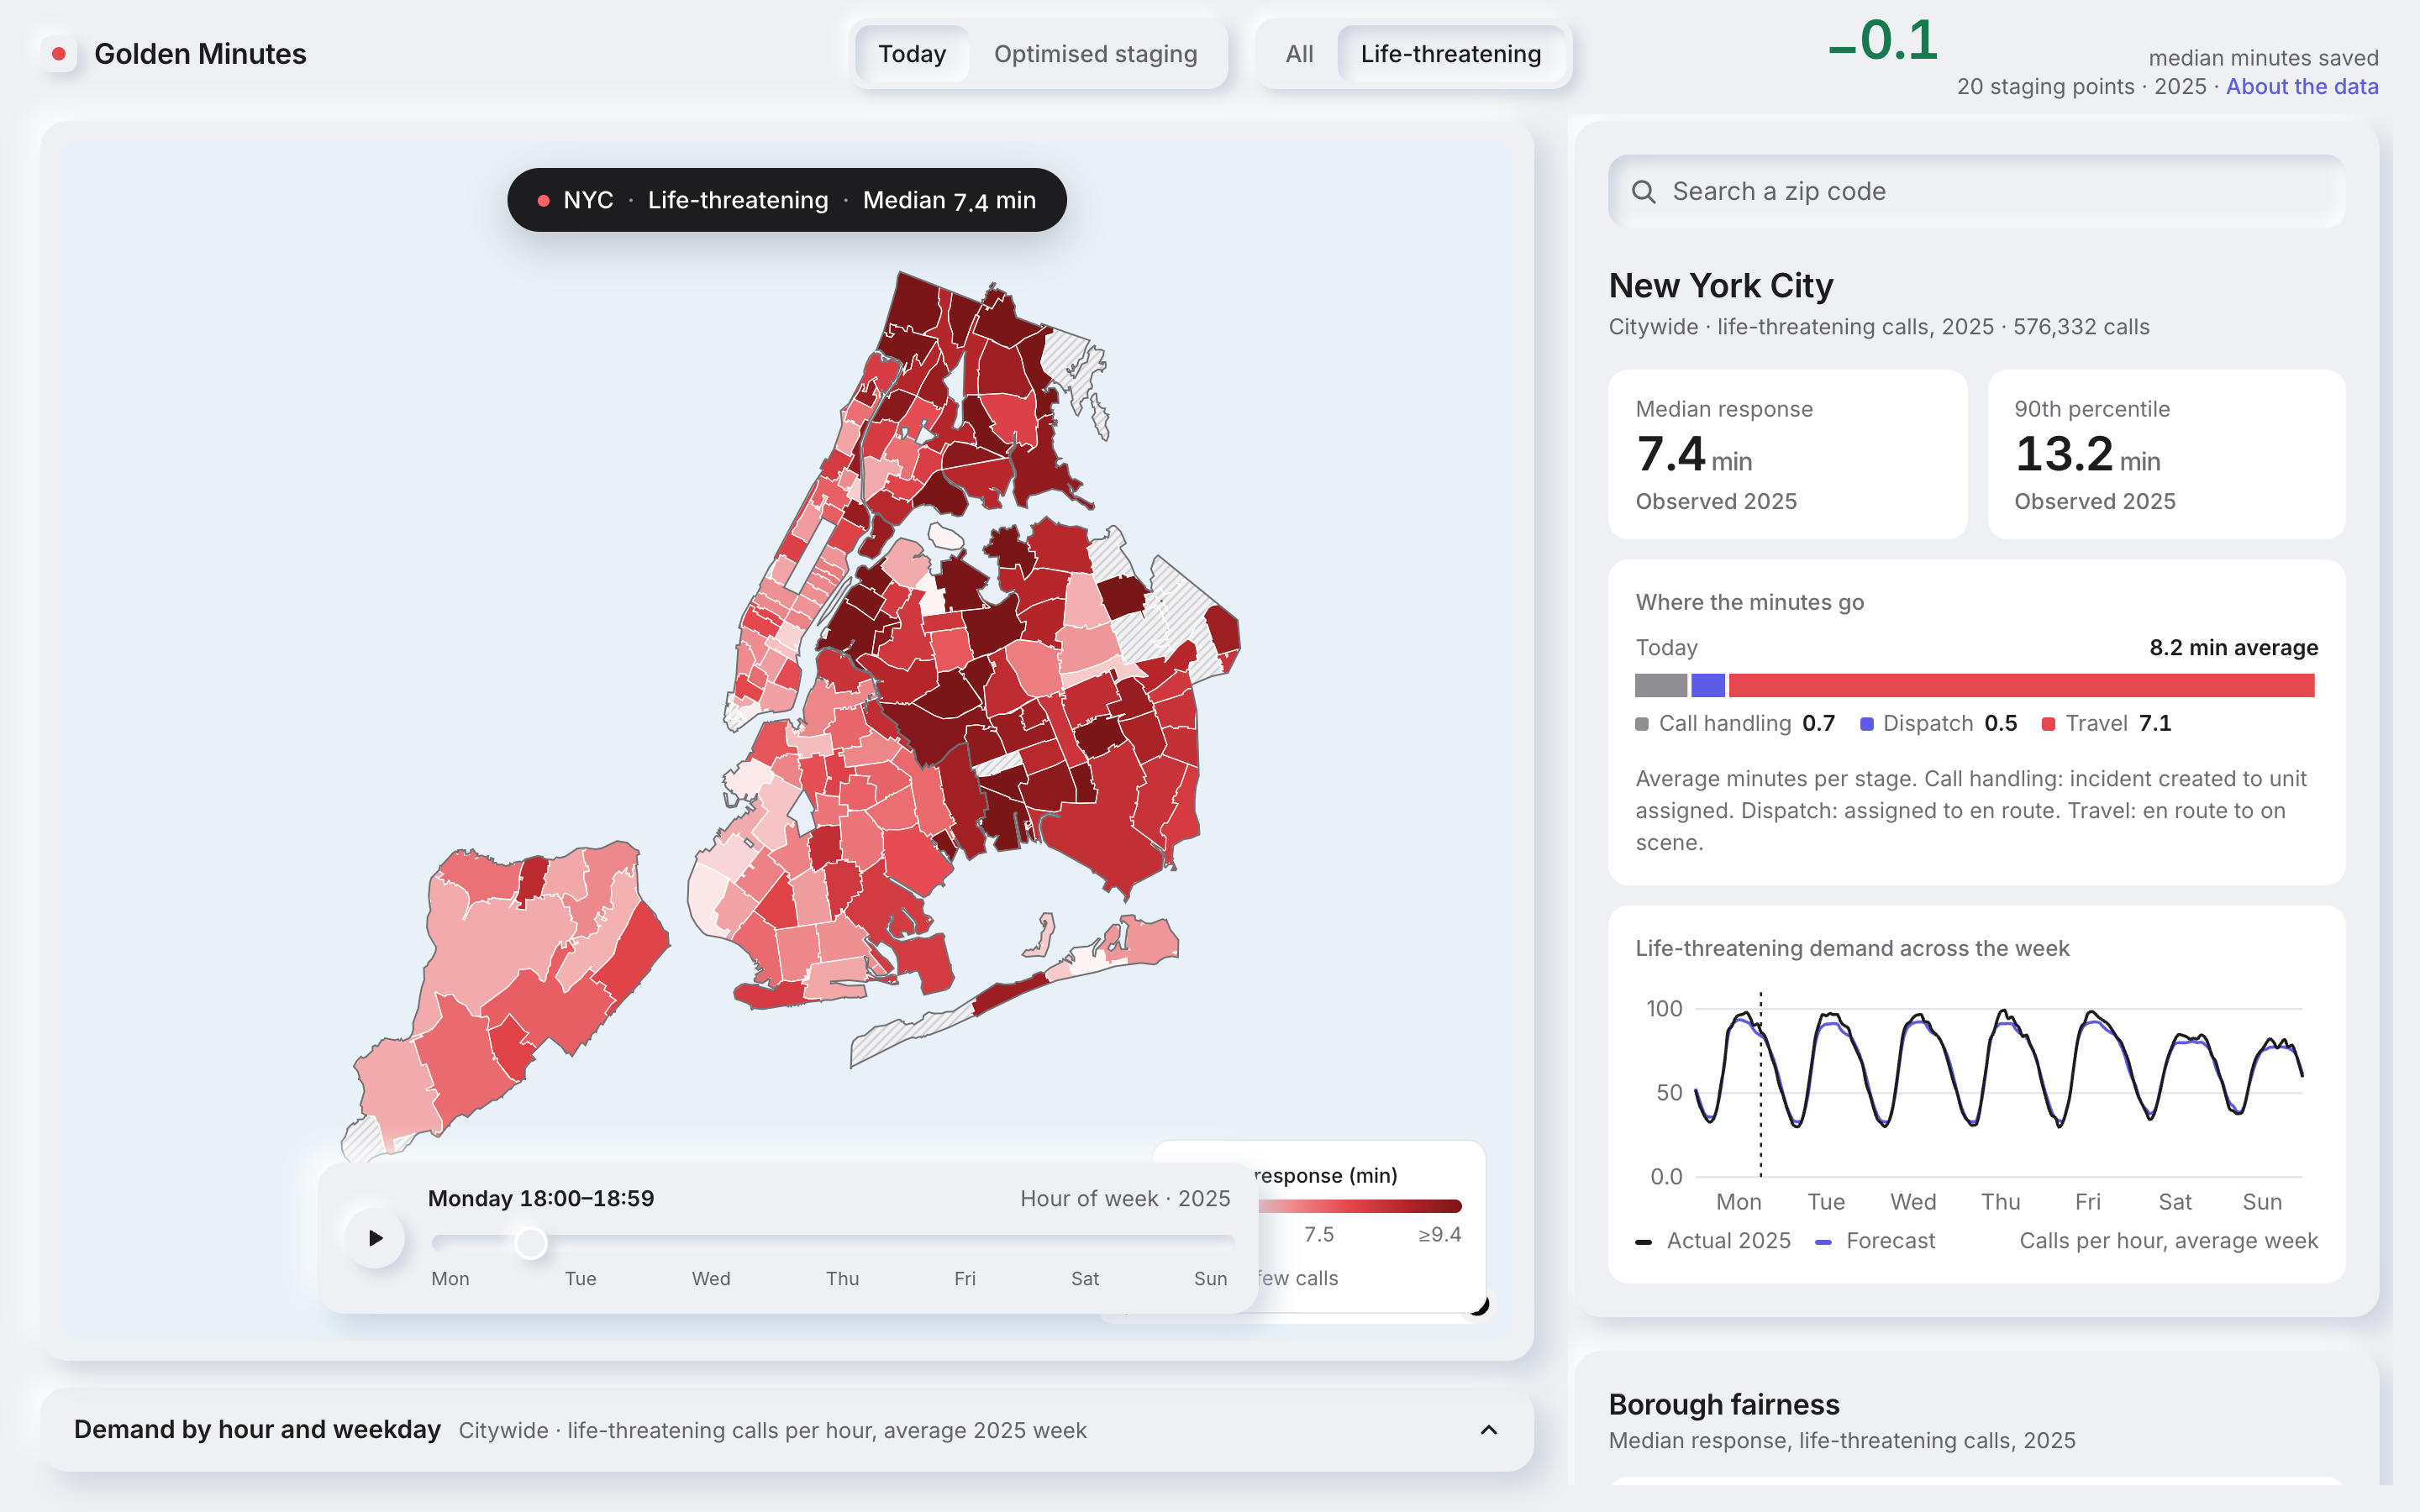 Golden Minutes
Today
Optimised staging
All
Life-threatening
–0.1
median minutes saved
20 staging points · 2025 · About the data
NYC · Life-threatening · Median 7.4 min
Search a zip code
New York City
Citywide · life-threatening calls, 2025 · 576,332 calls
Median response
7.4 min
Observed 2025
90th percentile
13.2 min
Observed 2025
Where the minutes go
Today
8.2 min average
Call handling 0.7
Dispatch 0.5
Travel 7.1
Average minutes per stage. Call handling: incident created to unit
assigned. Dispatch: assigned to en route. Travel: en route to on
scene.
Life-threatening demand across the week
100
50
0.0
Mon Tue Wed Thu Fri Sat Sun
Actual 2025
Forecast
Calls per hour, average week
response (min)
7.5
≥9.4
few calls
Monday 18:00–18:59
Hour of week · 2025
Mon Tue Wed Thu Fri Sat Sun
Demand by hour and weekday
Citywide · life-threatening calls per hour, average 2025 week
Borough fairness
Median response, life-threatening calls, 2025